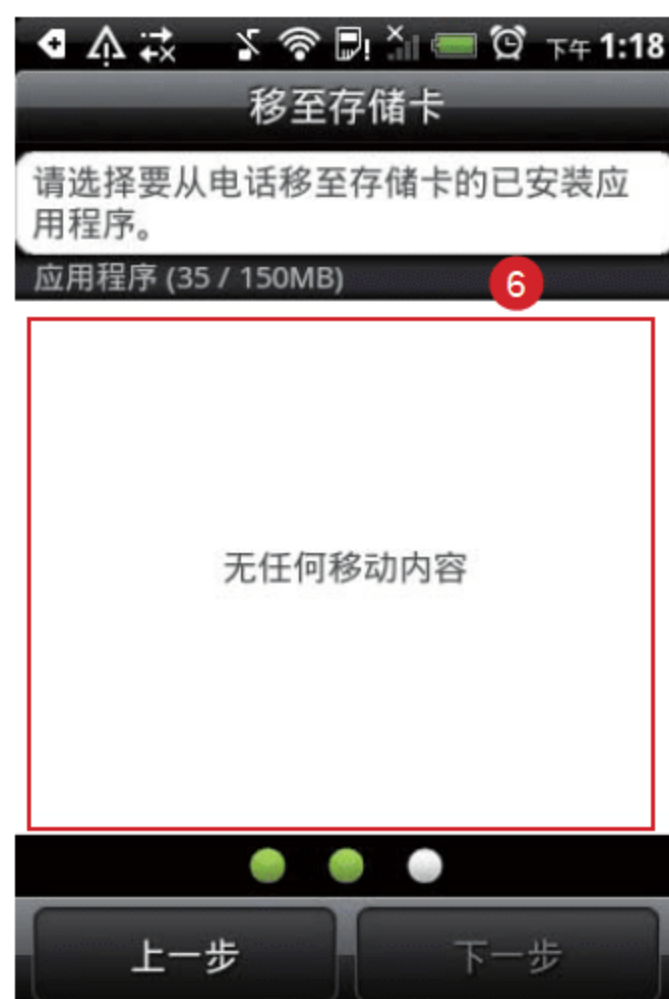 下午 1:18
移至存储卡
请选择要从电话移至存储卡的已安装应
用程序。
应用程序 (35 / 150MB)
6
无任何移动内容
上一步
下一步